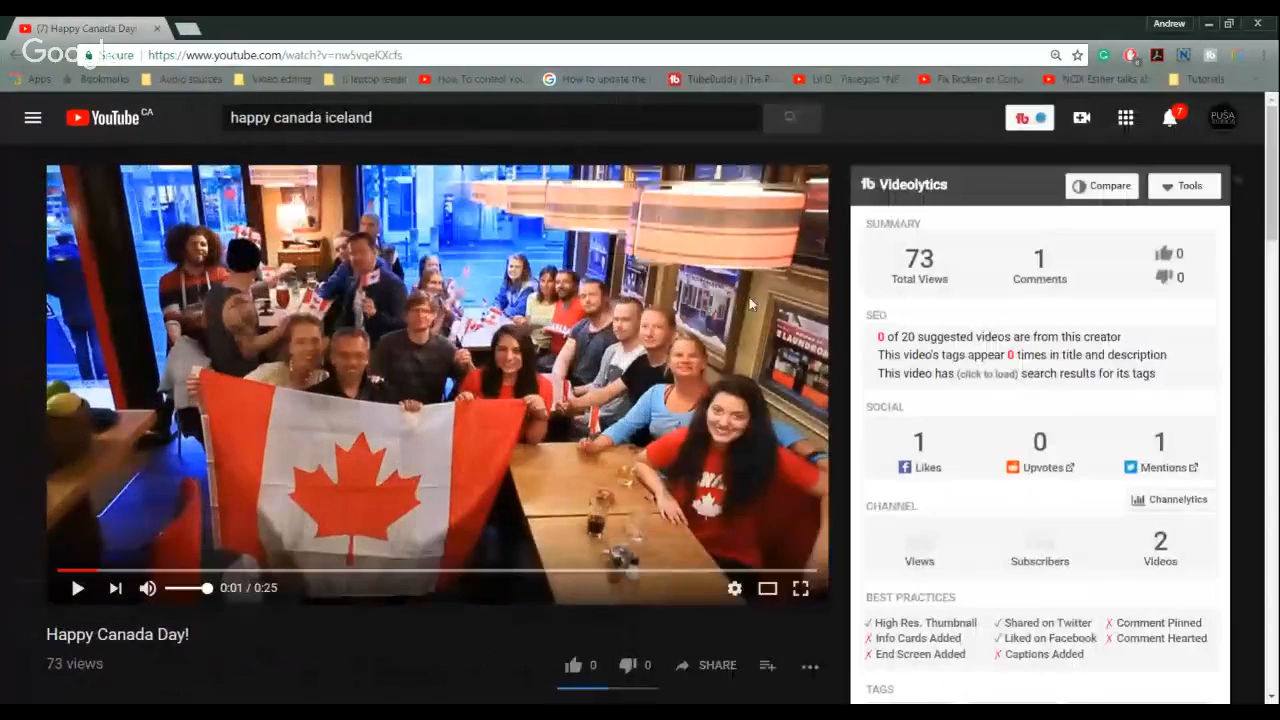 (7) Happy Canada Day!
Andrew
Google
Secure
https://www.youtube.com/watch?v=nw5vqeKXcfs
Apps
Bookmarks
Audio sources
Video editing
How To Control You
How to update the
TubeBuddy | The P
Fix Broken or Corru
Tutorials
YouTube CA
happy canada iceland
7
PUŠA
Videolytics
Compare
Tools
SUMMARY
73
1
0
Total Views
Comments
0
SEO
0 of 20 suggested videos are from this creator
This video's tags appear 0 times in title and description
This video has (click to load) search results for its tags
SOCIAL
1
0
1
Likes
Upvotes
Mentions
CHANNEL
Channelytics
2
Views
Subscribers
Videos
BEST PRACTICES
High Res. Thumbnail
Shared on Twitter
Comment Pinned
Info Cards Added
Liked on Facebook
Comment Hearted
End Screen Added
Captions Added
TAGS
LAUNDROM
0:01 / 0:25
Happy Canada Day!
73 views
0
0
SHARE